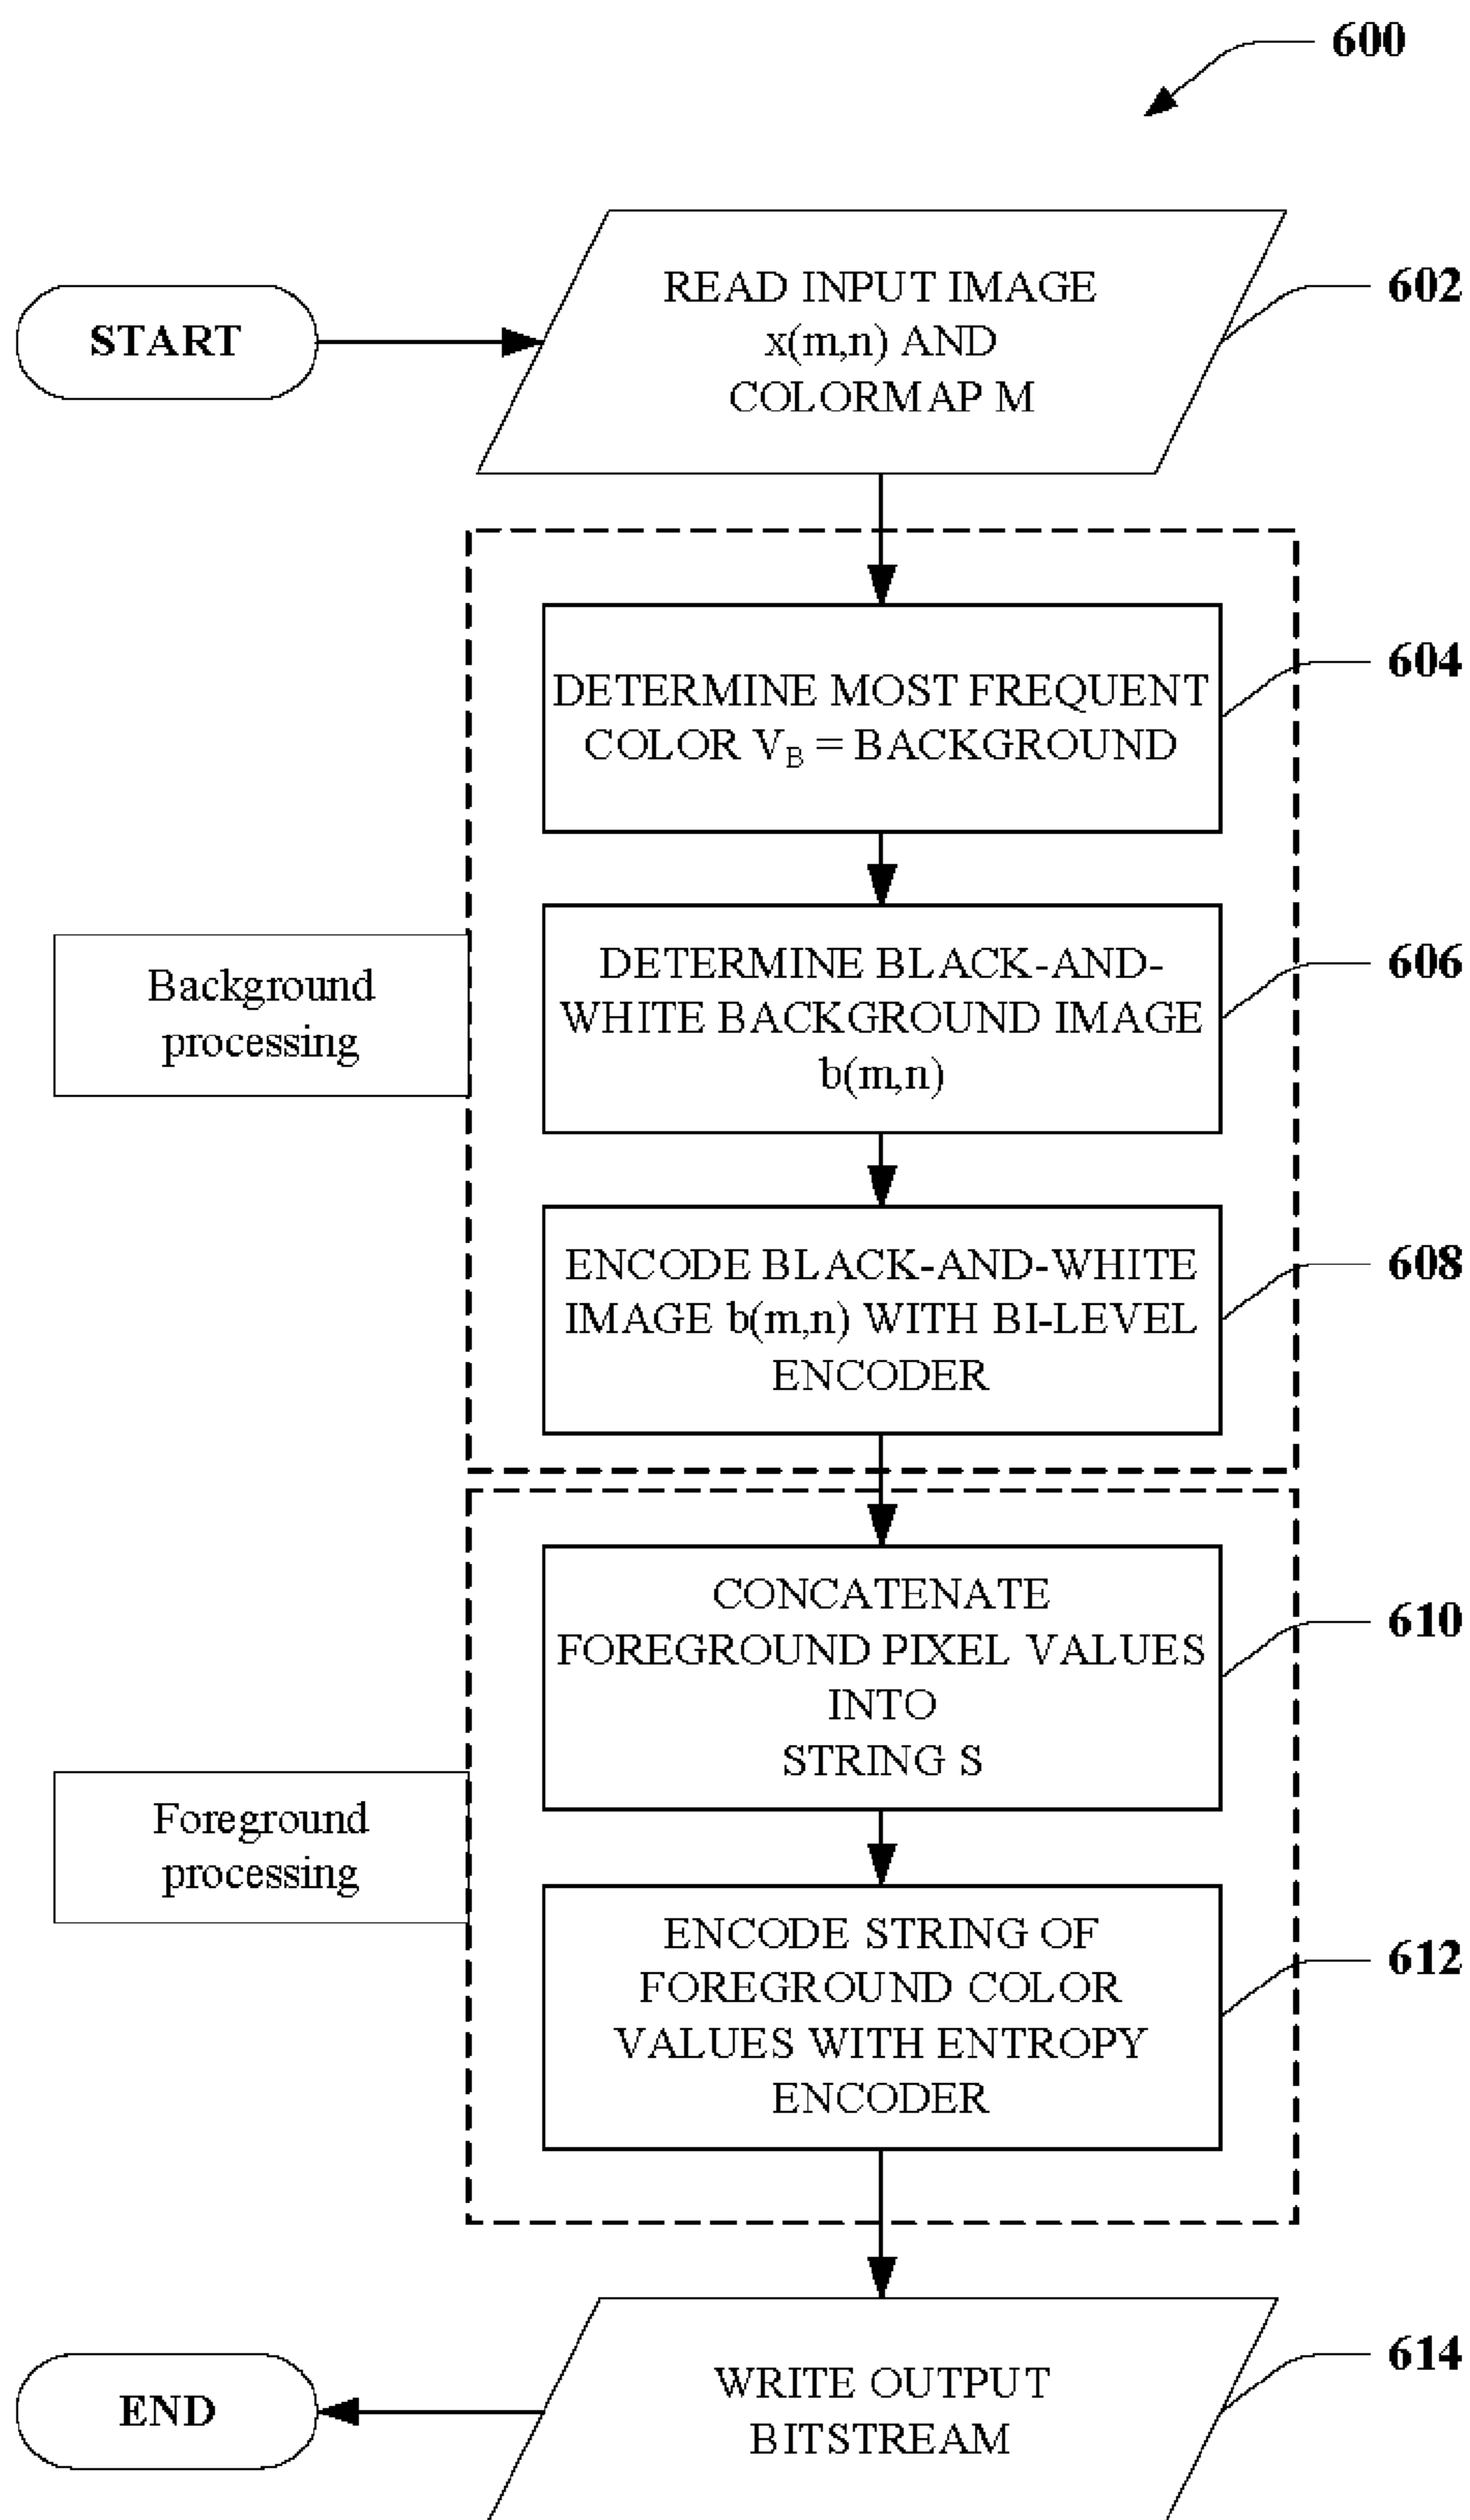 600
START
READ INPUT IMAGE
x(m,n) AND
COLORMAP M
602
DETERMINE MOST FREQUENT
COLOR V_B = BACKGROUND
604
Background
processing
DETERMINE BLACK-AND-
WHITE BACKGROUND IMAGE
b(m,n)
606
ENCODE BLACK-AND-WHITE
IMAGE b(m,n) WITH BI-LEVEL
ENCODER
608
CONCATENATE
FOREGROUND PIXEL VALUES
INTO
STRING S
610
Foreground
processing
ENCODE STRING OF
FOREGROUND COLOR
VALUES WITH ENTROPY
ENCODER
612
WRITE OUTPUT
BITSTREAM
614
END